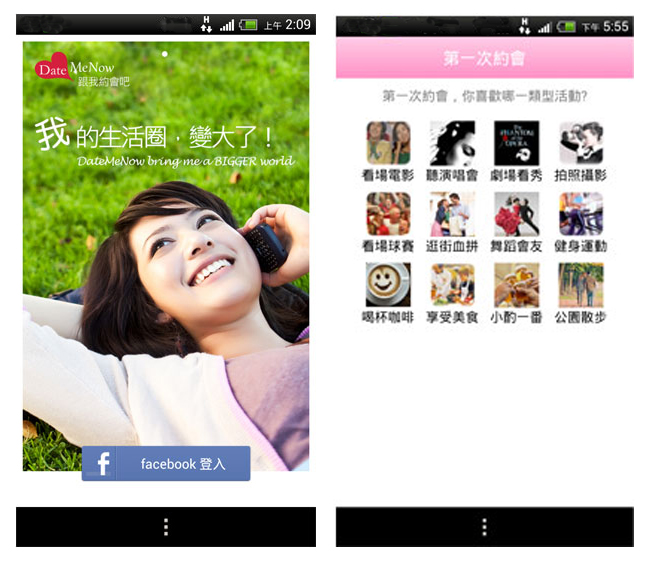 H
上午 2:09
Date MeNow
跟我約會吧
我的生活圈，變大了！
DateMeNow bring me a BIGGER world
f
facebook 登入
H
下午 5:55
第一次約會
第一次約會，你喜歡哪一類型活動?
THE PHANTOM of the OPERA
看場電影 聽演唱會 劇場看秀 拍照攝影
看場球賽 逛街血拼 舞蹈會友 健身運動
喝杯咖啡 享受美食 小酌一番 公園散步